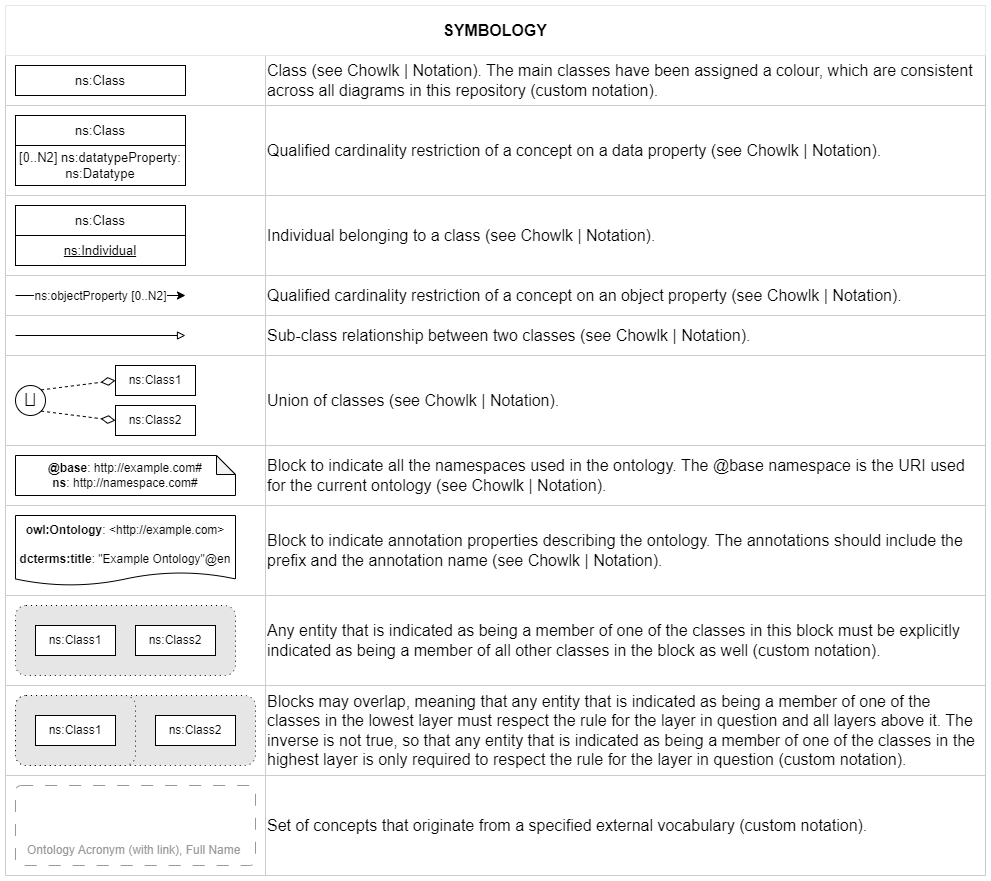 SYMBOLOGY
ns:Class
Class (see Chowlk | Notation). The main classes have been assigned a colour, which are consistent
across all diagrams in this repository (custom notation).
ns:Class
[0..N2] ns:datatypeProperty:
ns:Datatype
Qualified cardinality restriction of a concept on a data property (see Chowlk | Notation).
ns:Class
ns:Individual
Individual belonging to a class (see Chowlk | Notation).
ns:objectProperty [0..N2]
Qualified cardinality restriction of a concept on an object property (see Chowlk | Notation).
Sub-class relationship between two classes (see Chowlk | Notation).
⨆
ns:Class1
ns:Class2
Union of classes (see Chowlk | Notation).
@base: http://example.com#
ns: http://namespace.com#
Block to indicate all the namespaces used in the ontology. The @base namespace is the URI used
for the current ontology (see Chowlk | Notation).
owl:Ontology: <http://example.com>
dcterms:title: "Example Ontology"@en
Block to indicate annotation properties describing the ontology. The annotations should include the
prefix and the annotation name (see Chowlk | Notation).
ns:Class1 ns:Class2
Any entity that is indicated as being a member of one of the classes in this block must be explicitly
indicated as being a member of all other classes in the block as well (custom notation).
ns:Class1 ns:Class2
Blocks may overlap, meaning that any entity that is indicated as being a member of one of the
classes in the lowest layer must respect the rule for the layer in question and all layers above it. The
inverse is not true, so that any entity that is indicated as being a member of one of the classes in the
highest layer is only required to respect the rule for the layer in question (custom notation).
Ontology Acronym (with link), Full Name
Set of concepts that originate from a specified external vocabulary (custom notation).